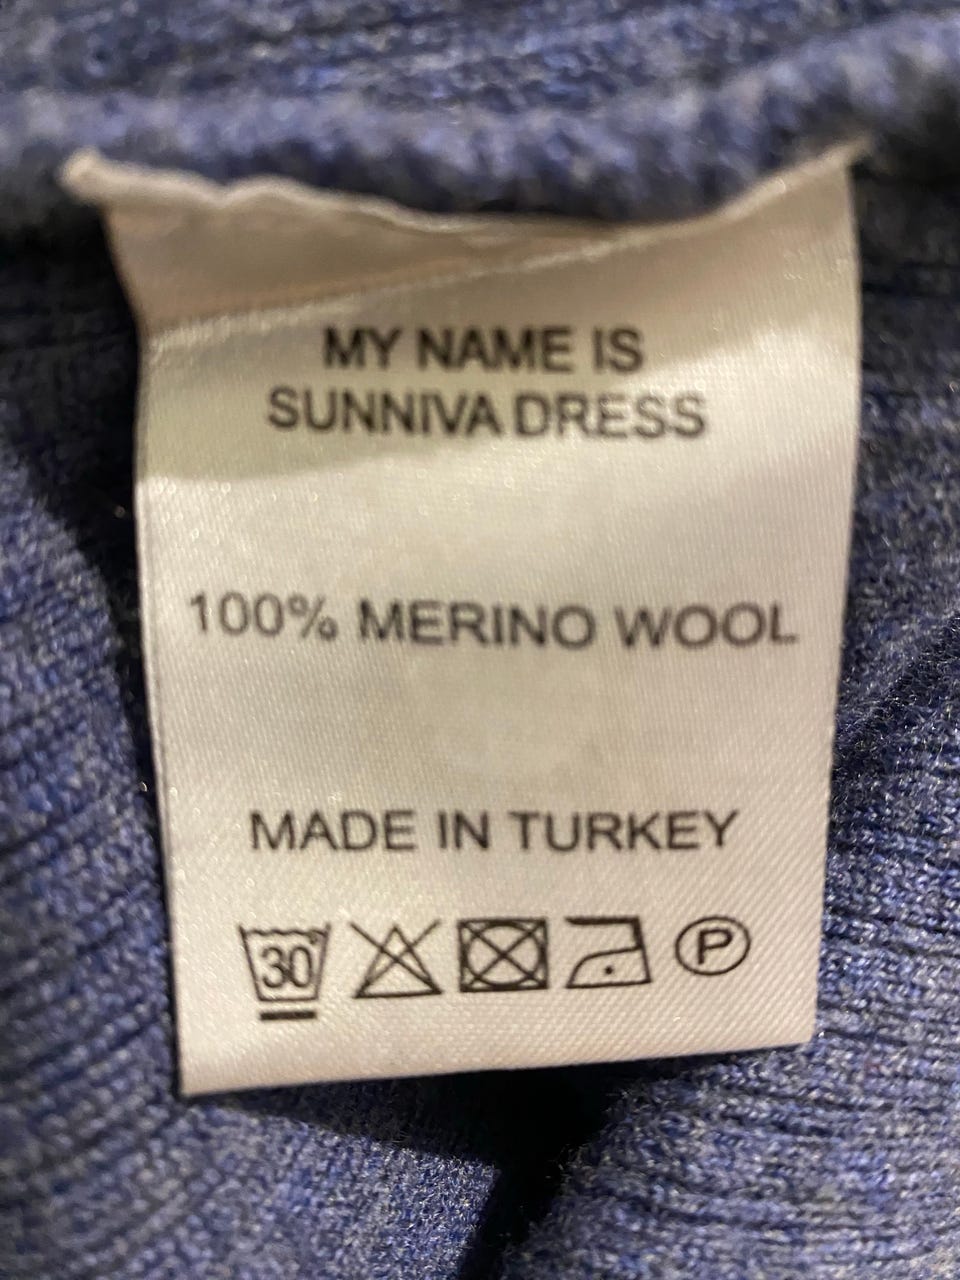 MY NAME IS
SUNNIVA DRESS
100% MERINO WOOL
MADE IN TURKEY
30 P